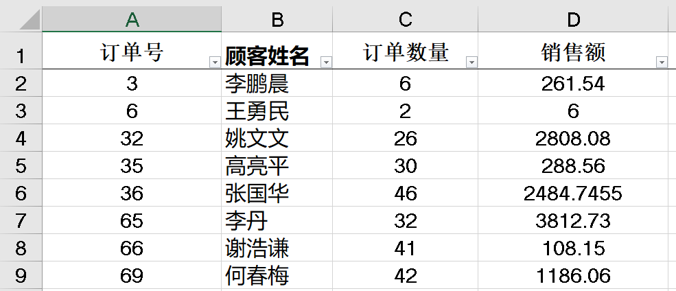 A B C D
1 订单号 顾客姓名 订单数量 销售额
2 3 李鹏晨 6 261.54
3 6 王勇民 2 6
4 32 姚文文 26 2808.08
5 35 高亮平 30 288.56
6 36 张国华 46 2484.7455
7 65 李丹 32 3812.73
8 66 谢浩谦 41 108.15
9 69 何春梅 42 1186.06